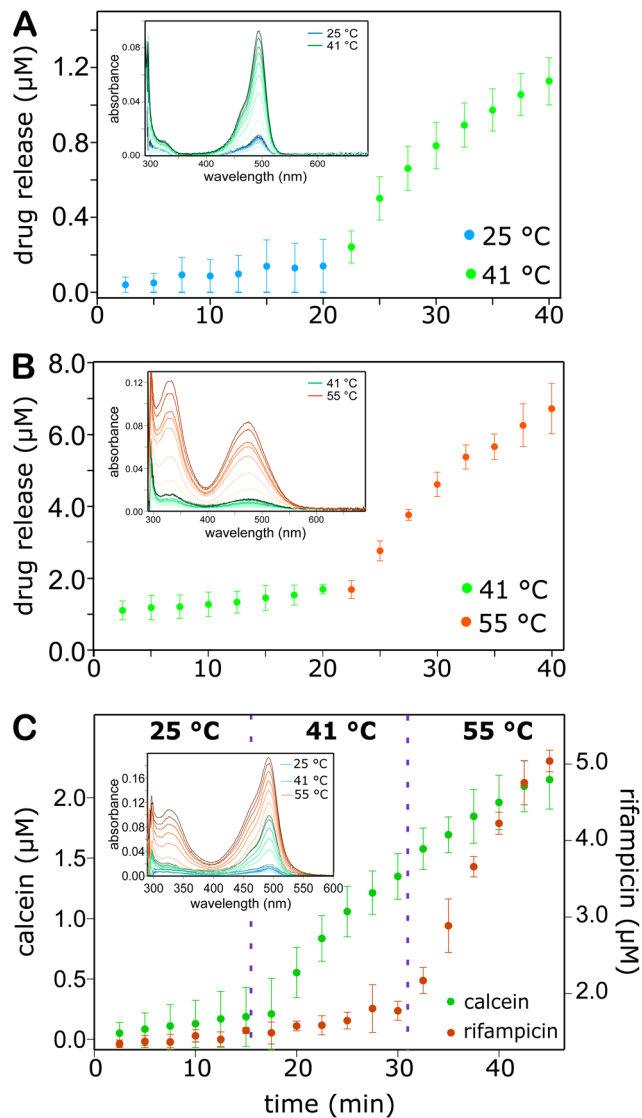 A
drug release (µM)
1.2
0.8
0.4
0.0
0
10
20
30
40
25 °C
41 °C
absorbance
0.08
0.04
0.00
300
400
500
600
wavelength (nm)
25 °C
41 °C
B
drug release (µM)
8.0
6.0
4.0
2.0
0.0
0
10
20
30
40
41 °C
55 °C
absorbance
0.12
0.08
0.04
0.00
300
400
500
600
wavelength (nm)
41 °C
55 °C
C
25 °C 41 °C 55 °C
calcein (µM)
2.0
1.5
1.0
0.5
0.0
rifampicin (µM)
5.0
4.0
3.0
2.0
0
10
20
30
40
time (min)
calcein
rifampicin
absorbance
0.16
0.12
0.08
0.04
0.00
300
350
400
450
500
550
600
wavelength (nm)
25 °C
41 °C
55 °C